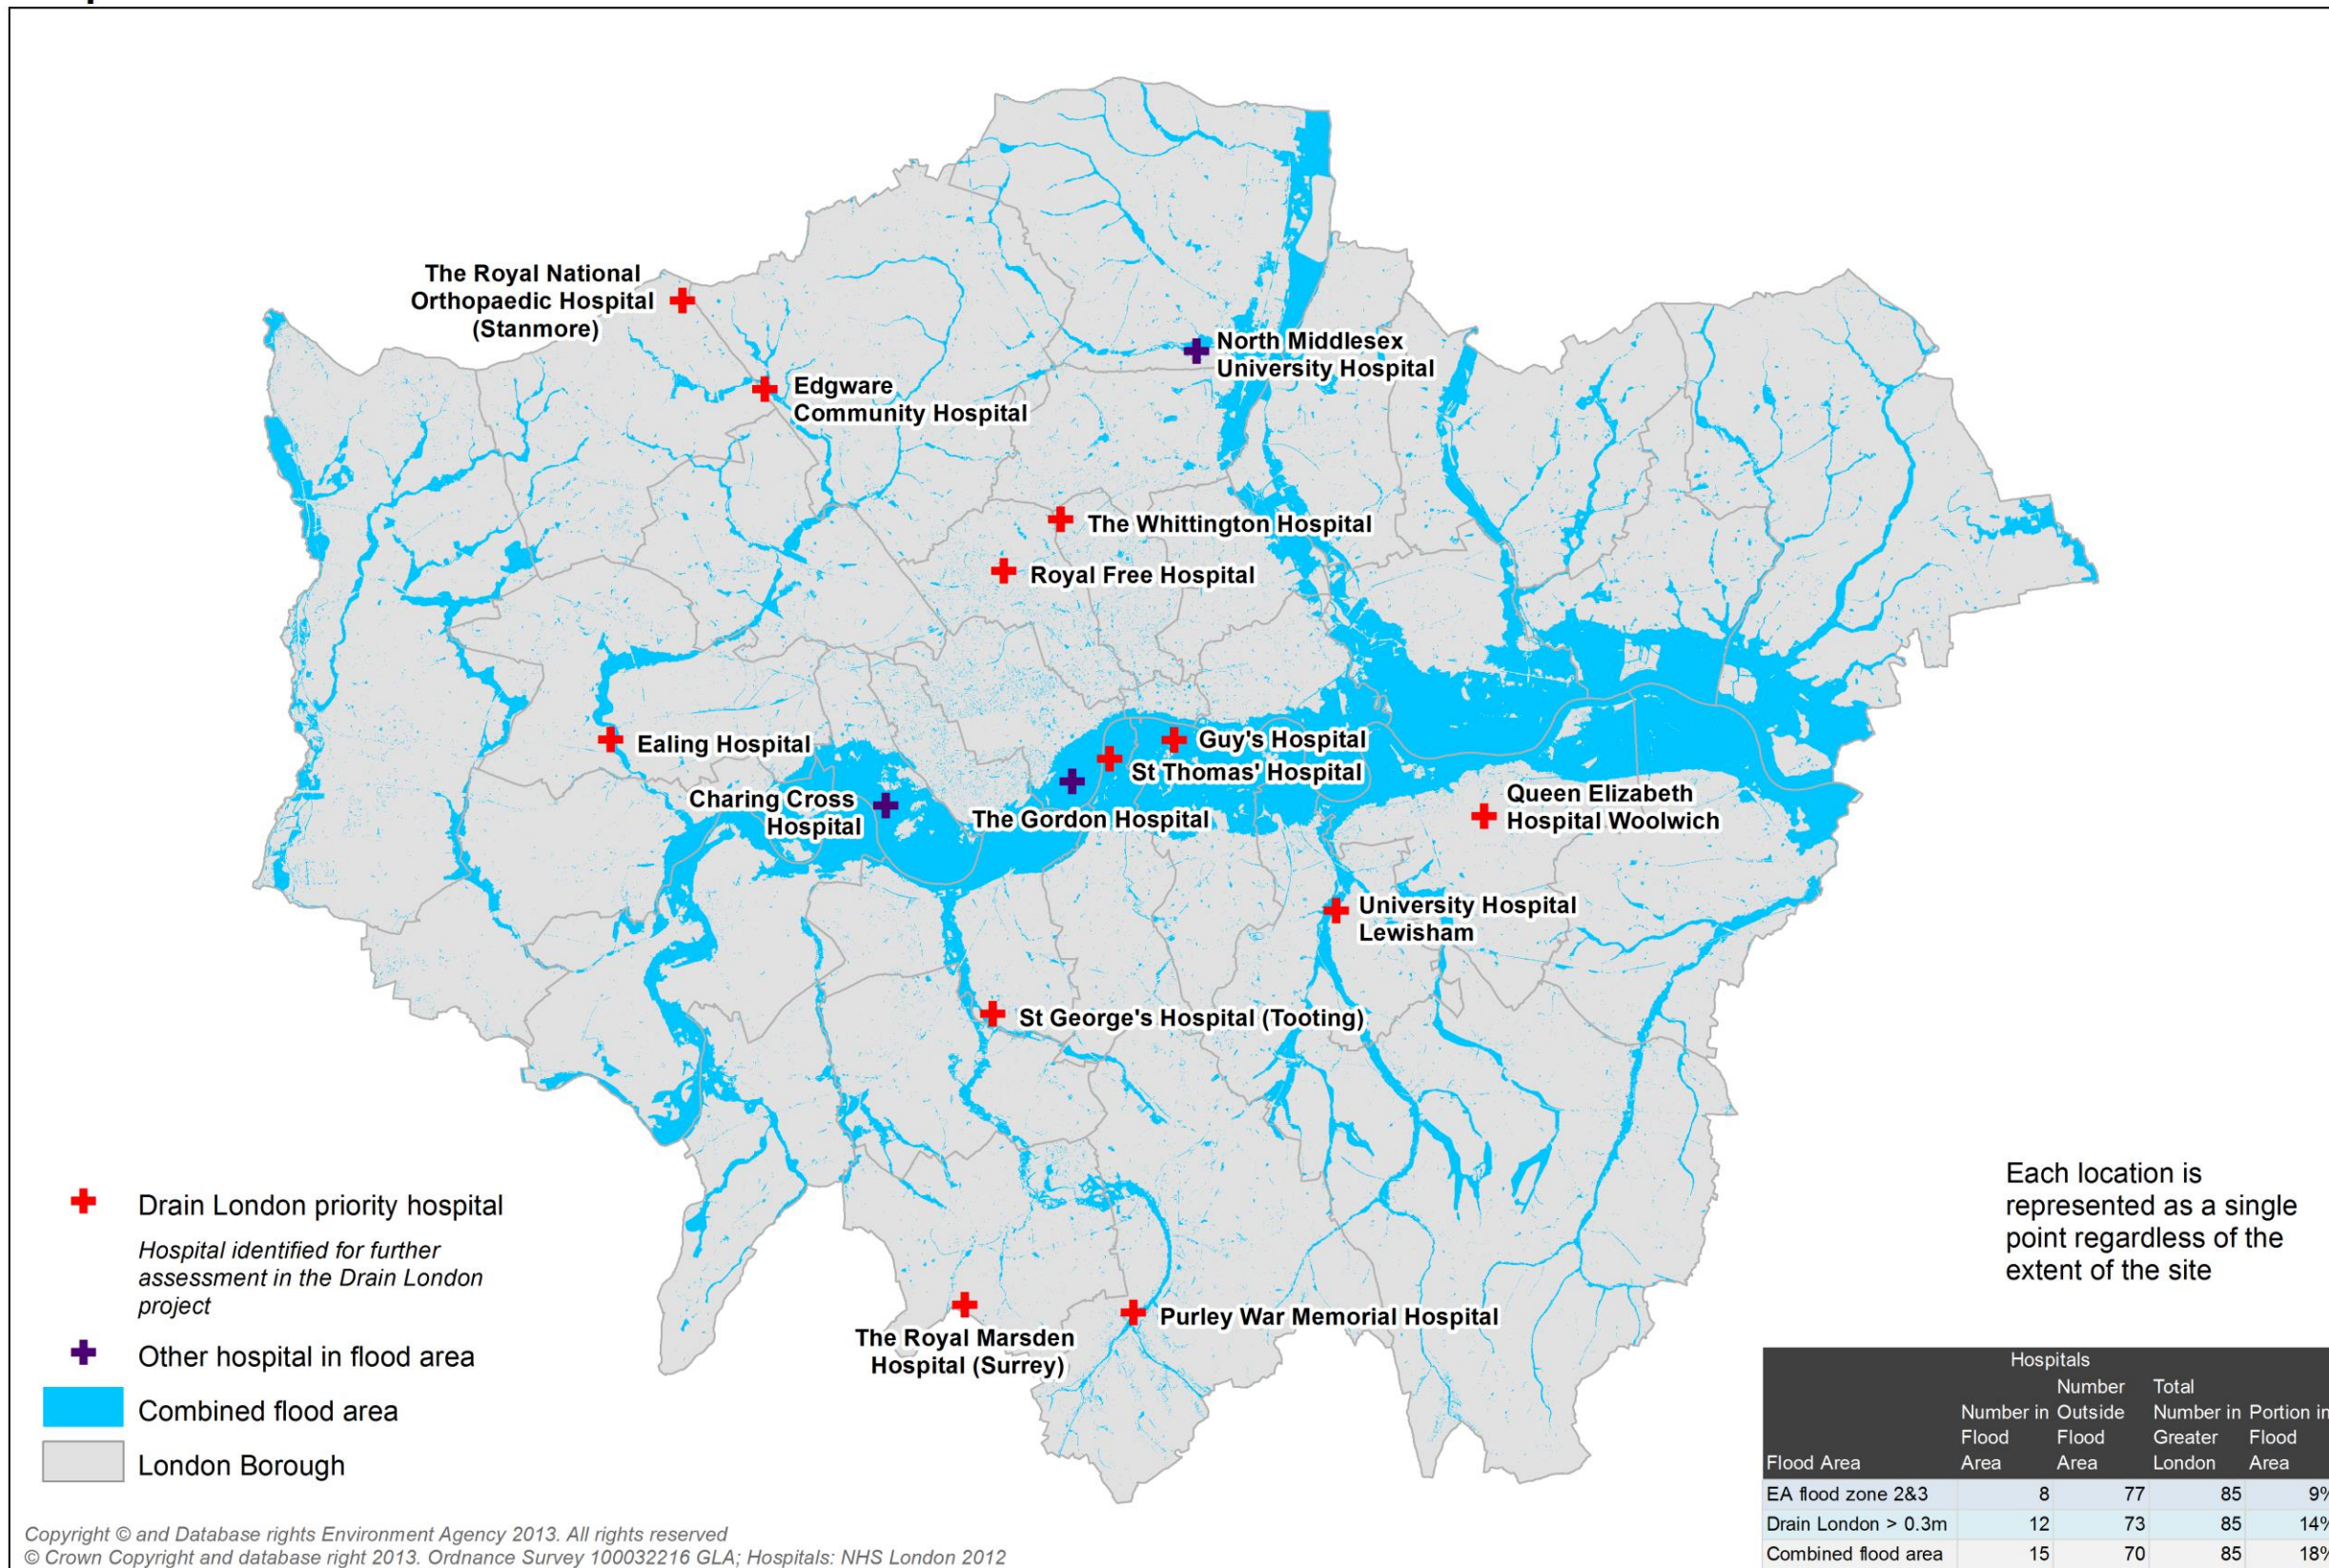 The Royal National
Orthopaedic Hospital
(Stanmore)
North Middlesex
University Hospital
Edgware
Community Hospital
The Whittington Hospital
Royal Free Hospital
Ealing Hospital
Guy's Hospital
St Thomas' Hospital
Charing Cross
Hospital
The Gordon Hospital
Queen Elizabeth
Hospital Woolwich
University Hospital
Lewisham
St George's Hospital (Tooting)
Purley War Memorial Hospital
The Royal Marsden
Hospital (Surrey)
Drain London priority hospital
Hospital identified for further
assessment in the Drain London
project
Other hospital in flood area
Combined flood area
London Borough
Each location is
represented as a single
point regardless of the
extent of the site
Hospitals
Number Total
Number in Outside Number in Portion in
Flood Flood Greater Flood
Flood Area Area Area London Area
EA flood zone 2&3 8 77 85 9%
Drain London > 0.3m 12 73 85 14%
Combined flood area 15 70 85 18%
Copyright © and Database rights Environment Agency 2013. All rights reserved
© Crown Copyright and database right 2013. Ordnance Survey 100032216 GLA; Hospitals: NHS London 2012